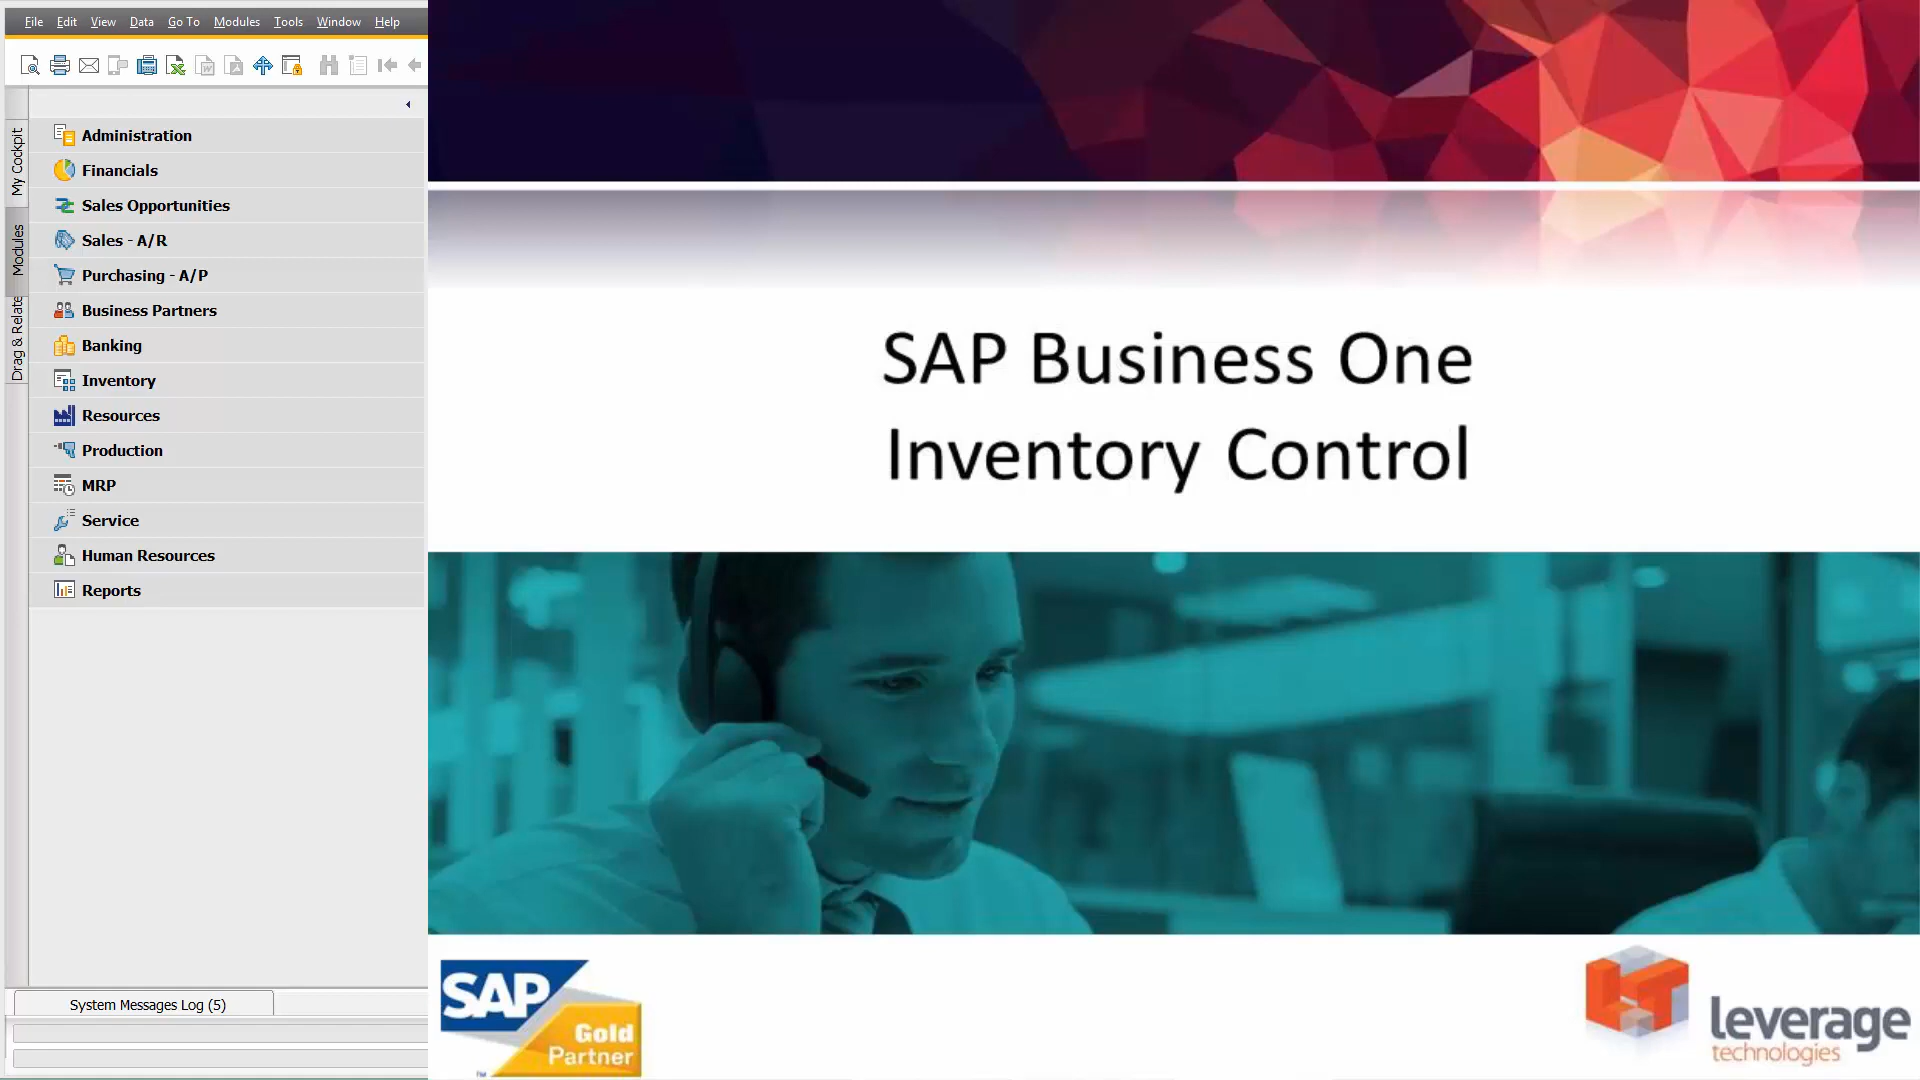 File Edit View Data Go To Modules Tools Window Help
My Cockpit
Modules
Drag & Relate
Administration
Financials
Sales Opportunities
Sales - A/R
Purchasing - A/P
Business Partners
Banking
Inventory
Resources
Production
MRP
Service
Human Resources
Reports
System Messages Log (5)
SAP Business One
Inventory Control
SAP
Gold
Partner
™
leverage
technologies